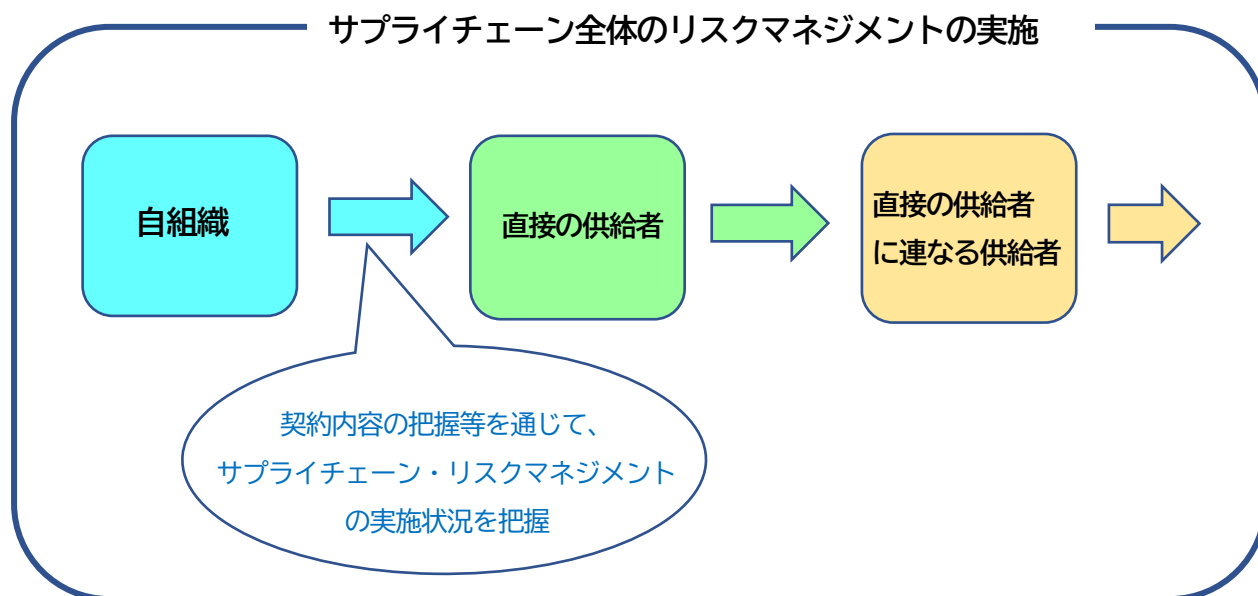 サプライチェーン全体のリスクマネジメントの実施
自組織
直接の供給者
直接の供給者
に連なる供給者
契約内容の把握等を通じて、
サプライチェーン・リスクマネジメント
の実施状況を把握